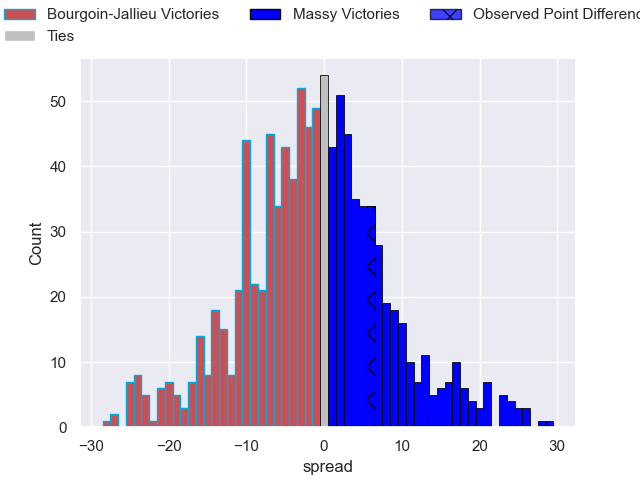 Bourgoin-Jallieu Victories Massy Victories Observed Point Differenc
Ties
50
40
30
20
10
0
Count
−30 −20 −10 0 10 20 30
spread